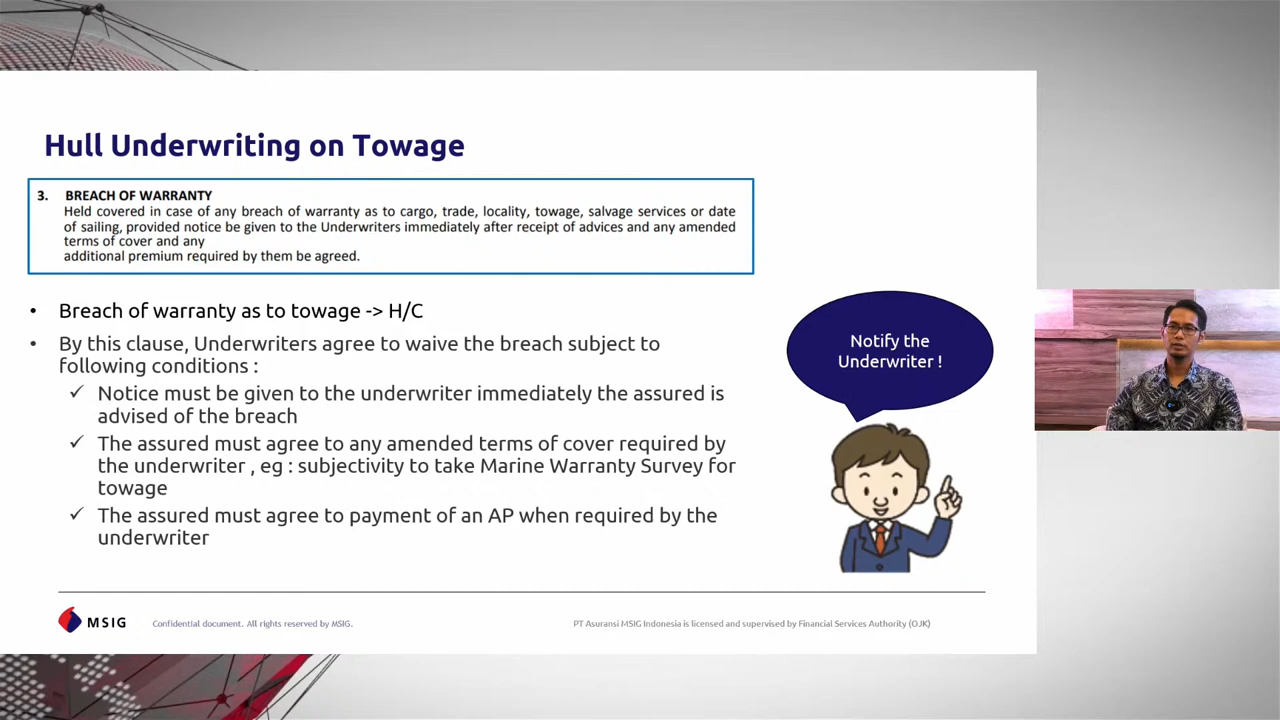 Hull Underwriting on Towage
3. BREACH OF WARRANTY
Held covered in case of any breach of warranty as to cargo, trade, locality, towage, salvage services or date
of sailing, provided notice be given to the Underwriters immediately after receipt of advices and any amended
terms of cover and any
additional premium required by them be agreed.
• Breach of warranty as to towage -> H/C
• By this clause, Underwriters agree to waive the breach subject to
following conditions :
✓ Notice must be given to the underwriter immediately the assured is
advised of the breach
✓ The assured must agree to any amended terms of cover required by
the underwriter , eg : subjectivity to take Marine Warranty Survey for
towage
✓ The assured must agree to payment of an AP when required by the
underwriter
Notify the
Underwriter !
MSIG
Confidential document. All rights reserved by MSIG.
PT Asuransi MSIG Indonesia is licensed and supervised by Financial Services Authority (OJK)